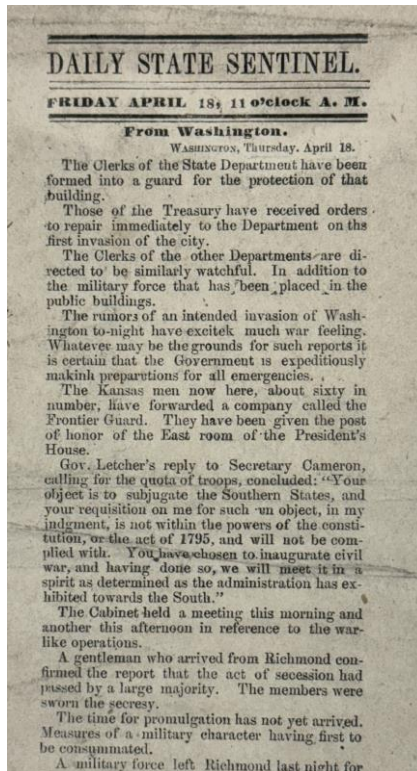 DAILY STATE SENTINEL.
FRIDAY APRIL 18, 11 o'clock A. M.
From Washington.
WASHINGTON, Thursday. April 18.
The Clerks of the State Department have been
formed into a guard for the protection of that
building.
Those of the Treasury have received orders
to repair immediately to the Department on the
first invasion of the city.
The Clerks of the other Departments are di-
rected to be similarly watchful. In addition to
the military force that has been placed in the
public buildings.
The rumors of an intended invasion of Wash-
ington to-night have excitek much war feeling.
Whatever may be the grounds for such reports it
is certain that the Government is expeditiously
makinh preparutions for all emergencies.
The Kansas men now here, about sixty in
number, have forwarded a company called the
Frontier Guard. They have been given the post
of honor of the East room of the President's
House.
Gov. Letcher's reply to Secretary Cameron,
calling for the quota of troops, concluded: "Your
object is to subjugate the Southern States, and
your requisition on me for such un object, in my
indgment, is not within the powers of the consti-
tution, or the act of 1795, and will not be com-
plied with. You have chosen to inaugurate civil
war, and having done so, we will meet it in a
spirit as determined as the administration has ex-
hibited towards the South."
The Cabinet held a meeting this morning and
another this afternoon in reference to the war-
like operations.
A gentleman who arrived from Richmond con-
firmed the report that the act of secession had
passed by a large majority. The members were
sworn the secresy.
The time for promulgation has not yet arrived.
Measures of a military character having first to
be consummated.
A military force left Richmond last night for